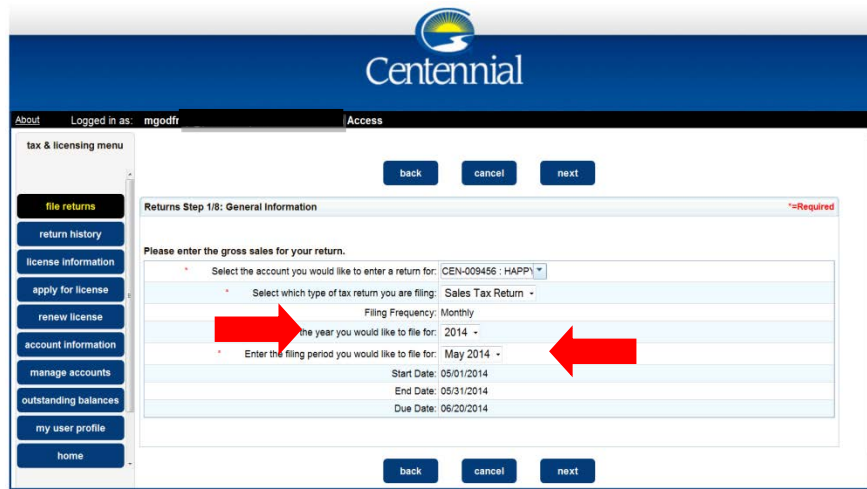 Centennial
About Logged in as: mgodfr Access
tax & licensing menu
back cancel next
file returns
Returns Step 1/8: General Information *=Required
return history
Please enter the gross sales for your return.
license information
* Select the account you would like to enter a return for: CEN-009456 : HAPPY
apply for license
* Select which type of tax return you are filing: Sales Tax Return
renew license
Filing Frequency: Monthly
the year you would like to file for: 2014
account information
* Enter the filing period you would like to file for: May 2014
manage accounts
Start Date: 05/01/2014
outstanding balances
End Date: 05/31/2014
Due Date: 06/20/2014
my user profile
home
back cancel next